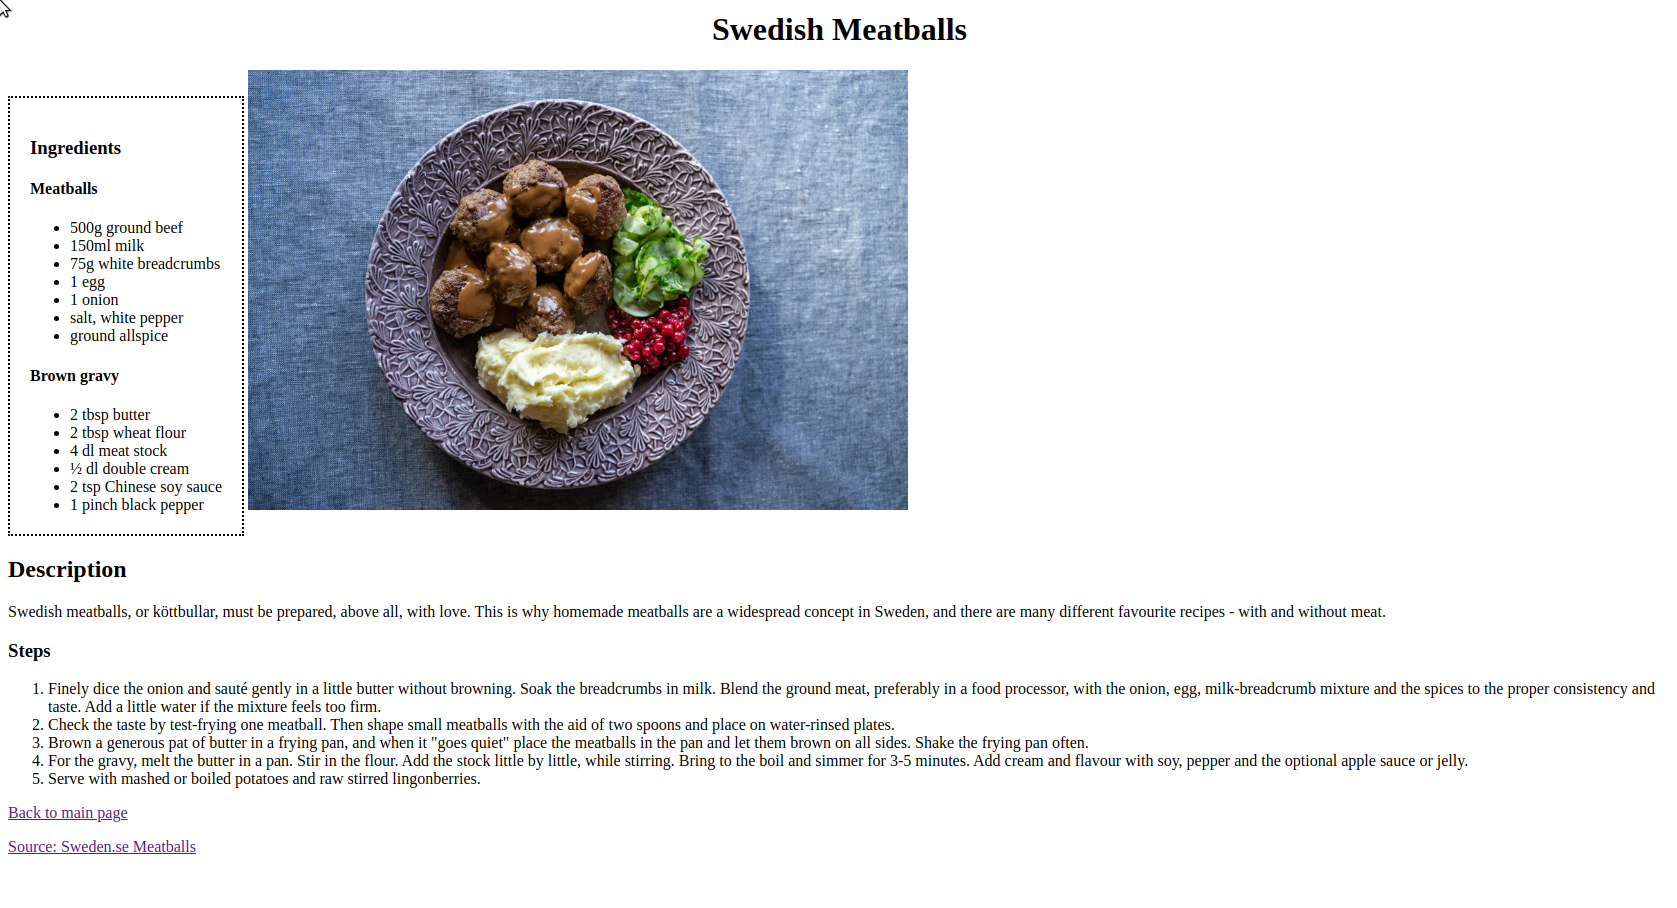 Swedish Meatballs
Ingredients
Meatballs
500g ground beef
150ml milk
75g white breadcrumbs
1 egg
1 onion
salt, white pepper
ground allspice
Brown gravy
2 tbsp butter
2 tbsp wheat flour
4 dl meat stock
½ dl double cream
2 tsp Chinese soy sauce
1 pinch black pepper
Description
Swedish meatballs, or köttbullar, must be prepared, above all, with love. This is why homemade meatballs are a widespread concept in Sweden, and there are many different favourite recipes - with and without meat.
Steps
1. Finely dice the onion and sauté gently in a little butter without browning. Soak the breadcrumbs in milk. Blend the ground meat, preferably in a food processor, with the onion, egg, milk-breadcrumb mixture and the spices to the proper consistency and
taste. Add a little water if the mixture feels too firm.
2. Check the taste by test-frying one meatball. Then shape small meatballs with the aid of two spoons and place on water-rinsed plates.
3. Brown a generous pat of butter in a frying pan, and when it "goes quiet" place the meatballs in the pan and let them brown on all sides. Shake the frying pan often.
4. For the gravy, melt the butter in a pan. Stir in the flour. Add the stock little by little, while stirring. Bring to the boil and simmer for 3-5 minutes. Add cream and flavour with soy, pepper and the optional apple sauce or jelly.
5. Serve with mashed or boiled potatoes and raw stirred lingonberries.
Back to main page
Source: Sweden.se Meatballs